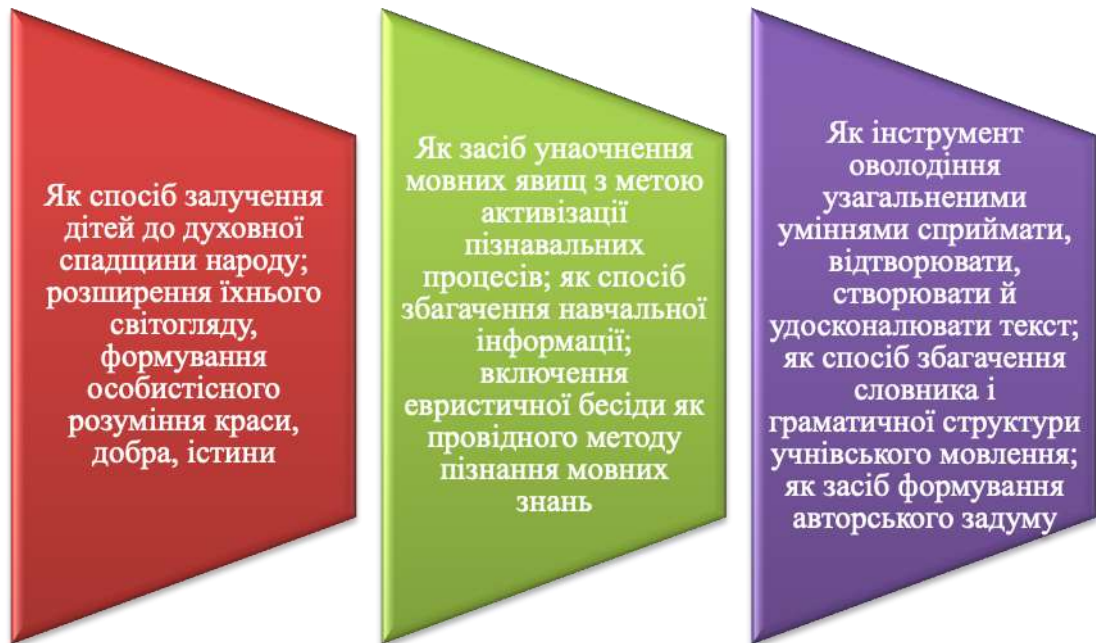 Як спосіб залучення
дітей до духовної
спадщини народу;
розширення їхнього
світогляду,
формування
особистісного
розуміння краси,
добра, істини
Як засіб унаочнення
мовних явищ з метою
активізації
пізнавальних
процесів; як спосіб
збагачення навчальної
інформації;
включення
евристичної бесіди як
провідного методу
пізнання мовних
знань
Як інструмент
оволодіння
узагальненими
уміннями сприймати,
відтворювати,
створювати й
удосконалювати текст;
як спосіб збагачення
словника і
граматичної структури
учнівського мовлення;
як засіб формування
авторського задуму